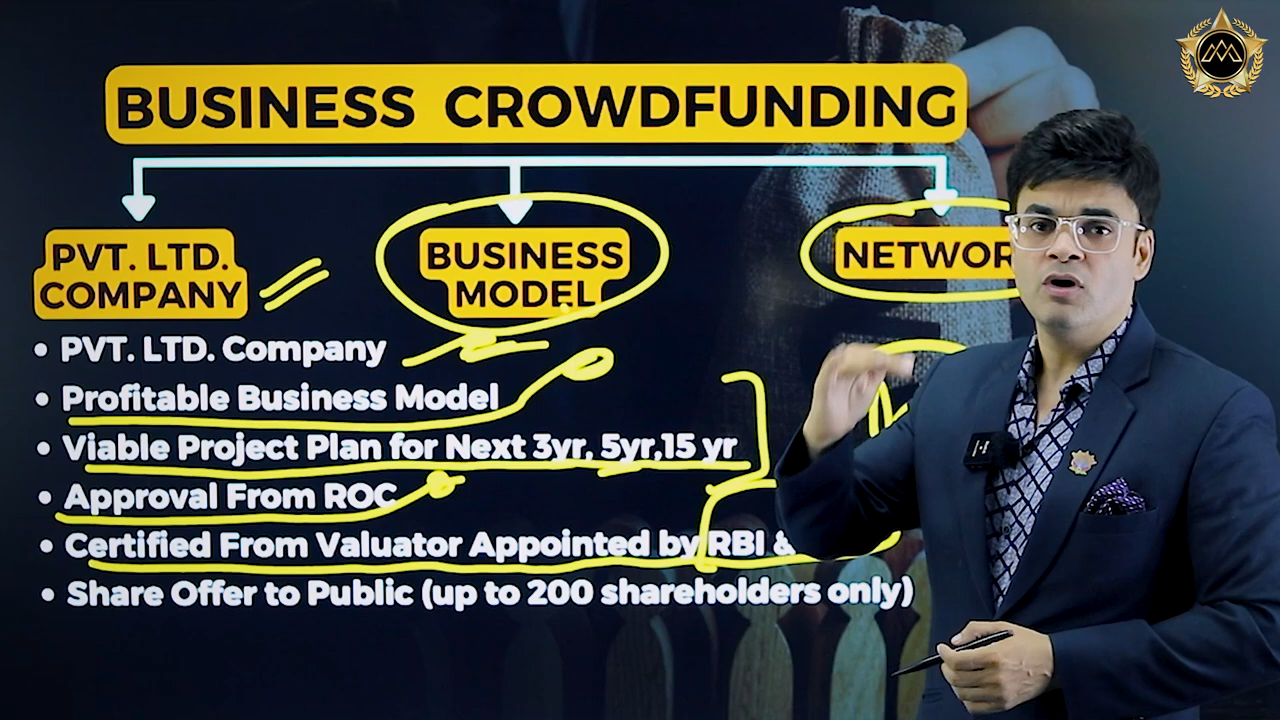 BUSINESS CROWDFUNDING
PVT. LTD.
COMPANY
BUSINESS
MODEL
NETWOR
• PVT. LTD. Company
• Profitable Business Model
• Viable Project Plan for Next 3yr, 5yr,15 yr
• Approval From ROC
• Certified From Valuator Appointed by RBI &
• Share Offer to Public (up to 200 shareholders only)